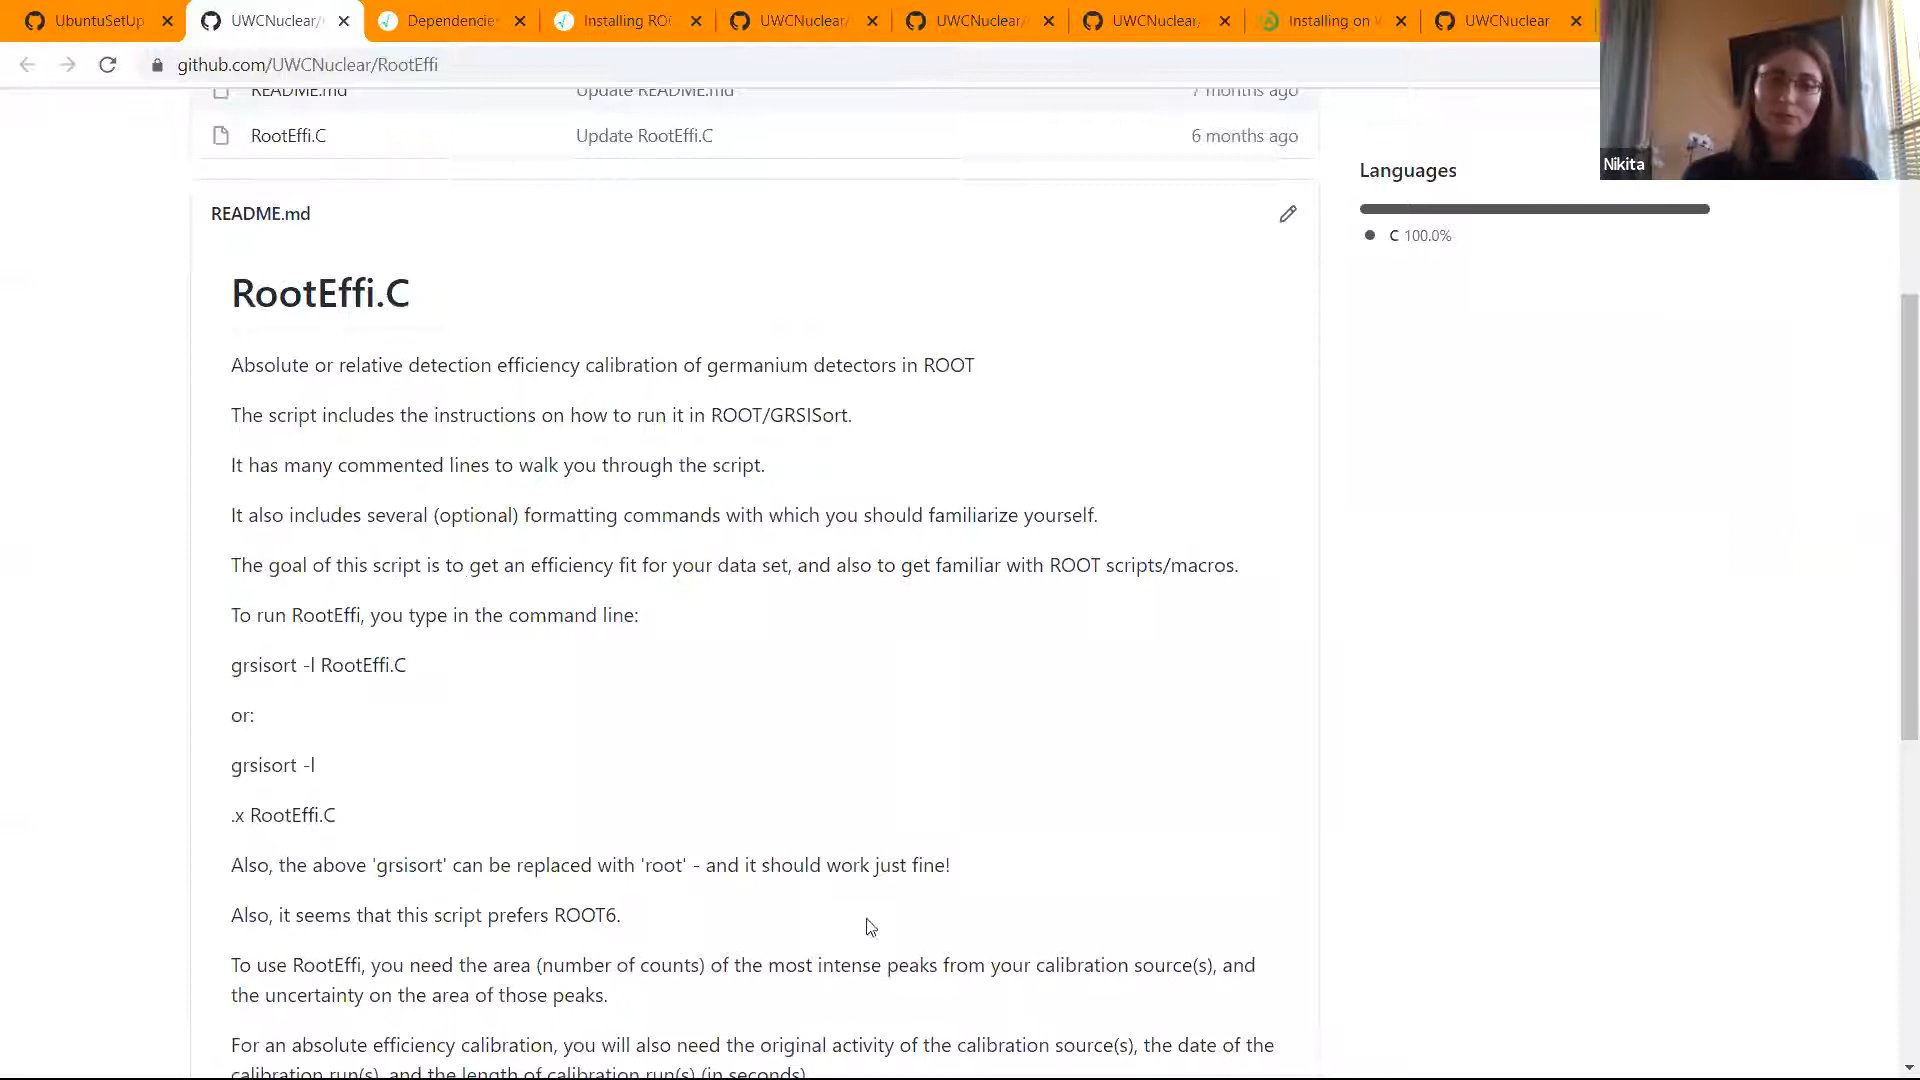 UbuntuSetUp
UWCNuclear/
Dependencie
Installing RO
UWCNuclear/
UWCNuclear/
UWCNuclear/
Installing on
UWCNuclear
github.com/UWCNuclear/RootEffi
README.md Update README.md 7 months ago
RootEffi.C Update RootEffi.C 6 months ago
Nikita
Languages
C 100.0%
README.md
RootEffi.C
Absolute or relative detection efficiency calibration of germanium detectors in ROOT
The script includes the instructions on how to run it in ROOT/GRSISort.
It has many commented lines to walk you through the script.
It also includes several (optional) formatting commands with which you should familiarize yourself.
The goal of this script is to get an efficiency fit for your data set, and also to get familiar with ROOT scripts/macros.
To run RootEffi, you type in the command line:
grsisort -l RootEffi.C
or:
grsisort -l
.x RootEffi.C
Also, the above 'grsisort' can be replaced with 'root' - and it should work just fine!
Also, it seems that this script prefers ROOT6.
To use RootEffi, you need the area (number of counts) of the most intense peaks from your calibration source(s), and
the uncertainty on the area of those peaks.
For an absolute efficiency calibration, you will also need the original activity of the calibration source(s), the date of the
calibration run(s), and the length of calibration run(s) (in seconds).